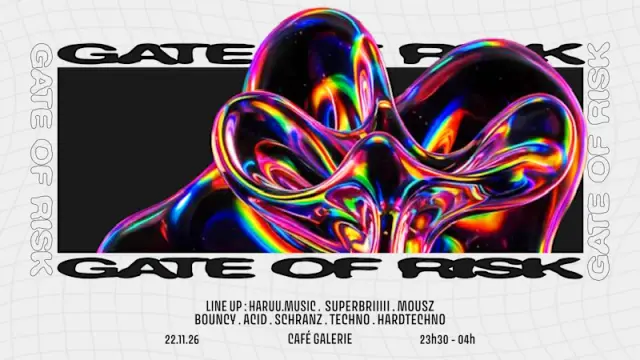 GATE OF RISK
GATE OF RISK
GATE OF RISK
GATE OF RISK
LINE UP : HARUU.MUSIC . SUPERBRIIIII . MOUSZ
BOUNCY . ACID . SCHRANZ . TECHNO . HARDTECHNO
22.11.26 CAFÉ GALERIE 23h30 - 04h